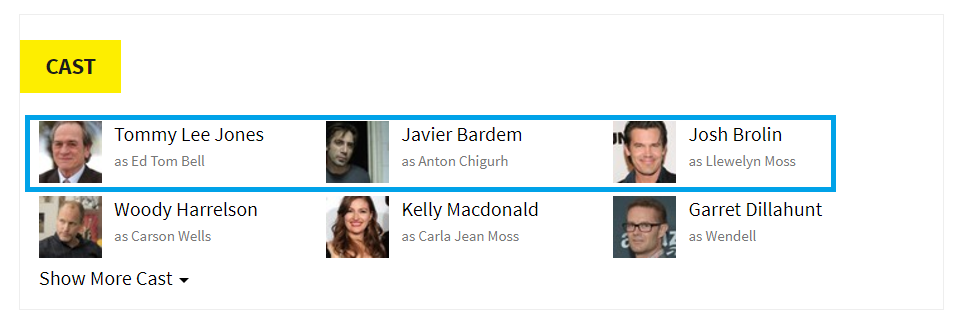 CAST
Tommy Lee Jones
as Ed Tom Bell
Javier Bardem
as Anton Chigurh
Josh Brolin
as Llewelyn Moss
Woody Harrelson
as Carson Wells
Kelly Macdonald
as Carla Jean Moss
Garret Dillahunt
as Wendell
Show More Cast